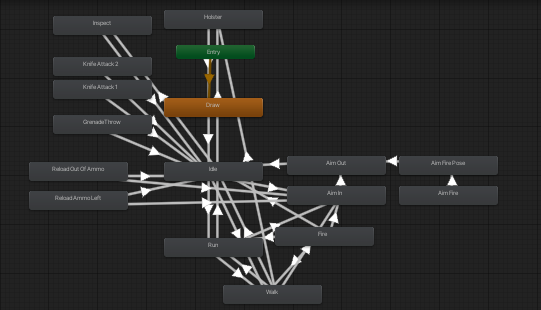 Inspect
Holster
Entry
Knife Attack 2
Knife Attack 1
Draw
GrenadeThrow
Reload Out Of Ammo
Idle
Aim Out
Aim Fire Pose
Reload Ammo Left
Aim In
Aim Fire
Fire
Run
Walk